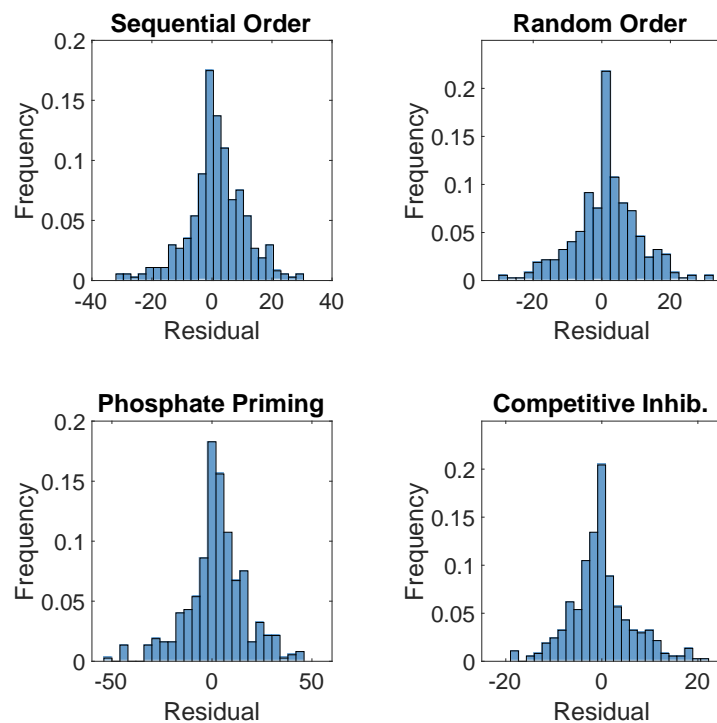 Sequential Order
0.2
0.15
0.1
0.05
0
-40
-20
0
20
40
Frequency
Residual
Random Order
0.2
0.15
0.1
0.05
0
-20
0
20
Frequency
Residual
Phosphate Priming
0.2
0.15
0.1
0.05
0
-50
0
50
Frequency
Residual
Competitive Inhib.
0.2
0.15
0.1
0.05
0
-20
0
20
Frequency
Residual